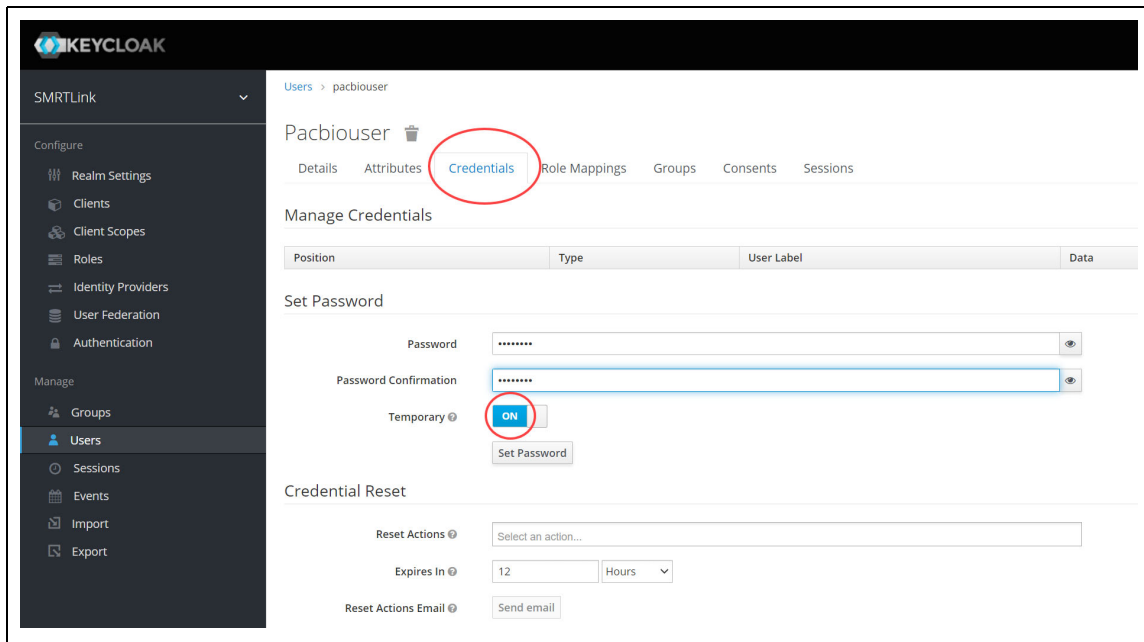 KEYCLOAK
SMRTLink
Configure
Realm Settings
Clients
Client Scopes
Roles
Identity Providers
User Federation
Authentication
Manage
Groups
Users
Sessions
Events
Import
Export
Users > pacbiouser
Pacbiouser
Details Attributes Credentials Role Mappings Groups Consents Sessions
Manage Credentials
Position Type User Label Data
Set Password
Password ••••••••
Password Confirmation ••••••••
Temporary ON
Set Password
Credential Reset
Reset Actions Select an action...
Expires In 12 Hours
Reset Actions Email Send email